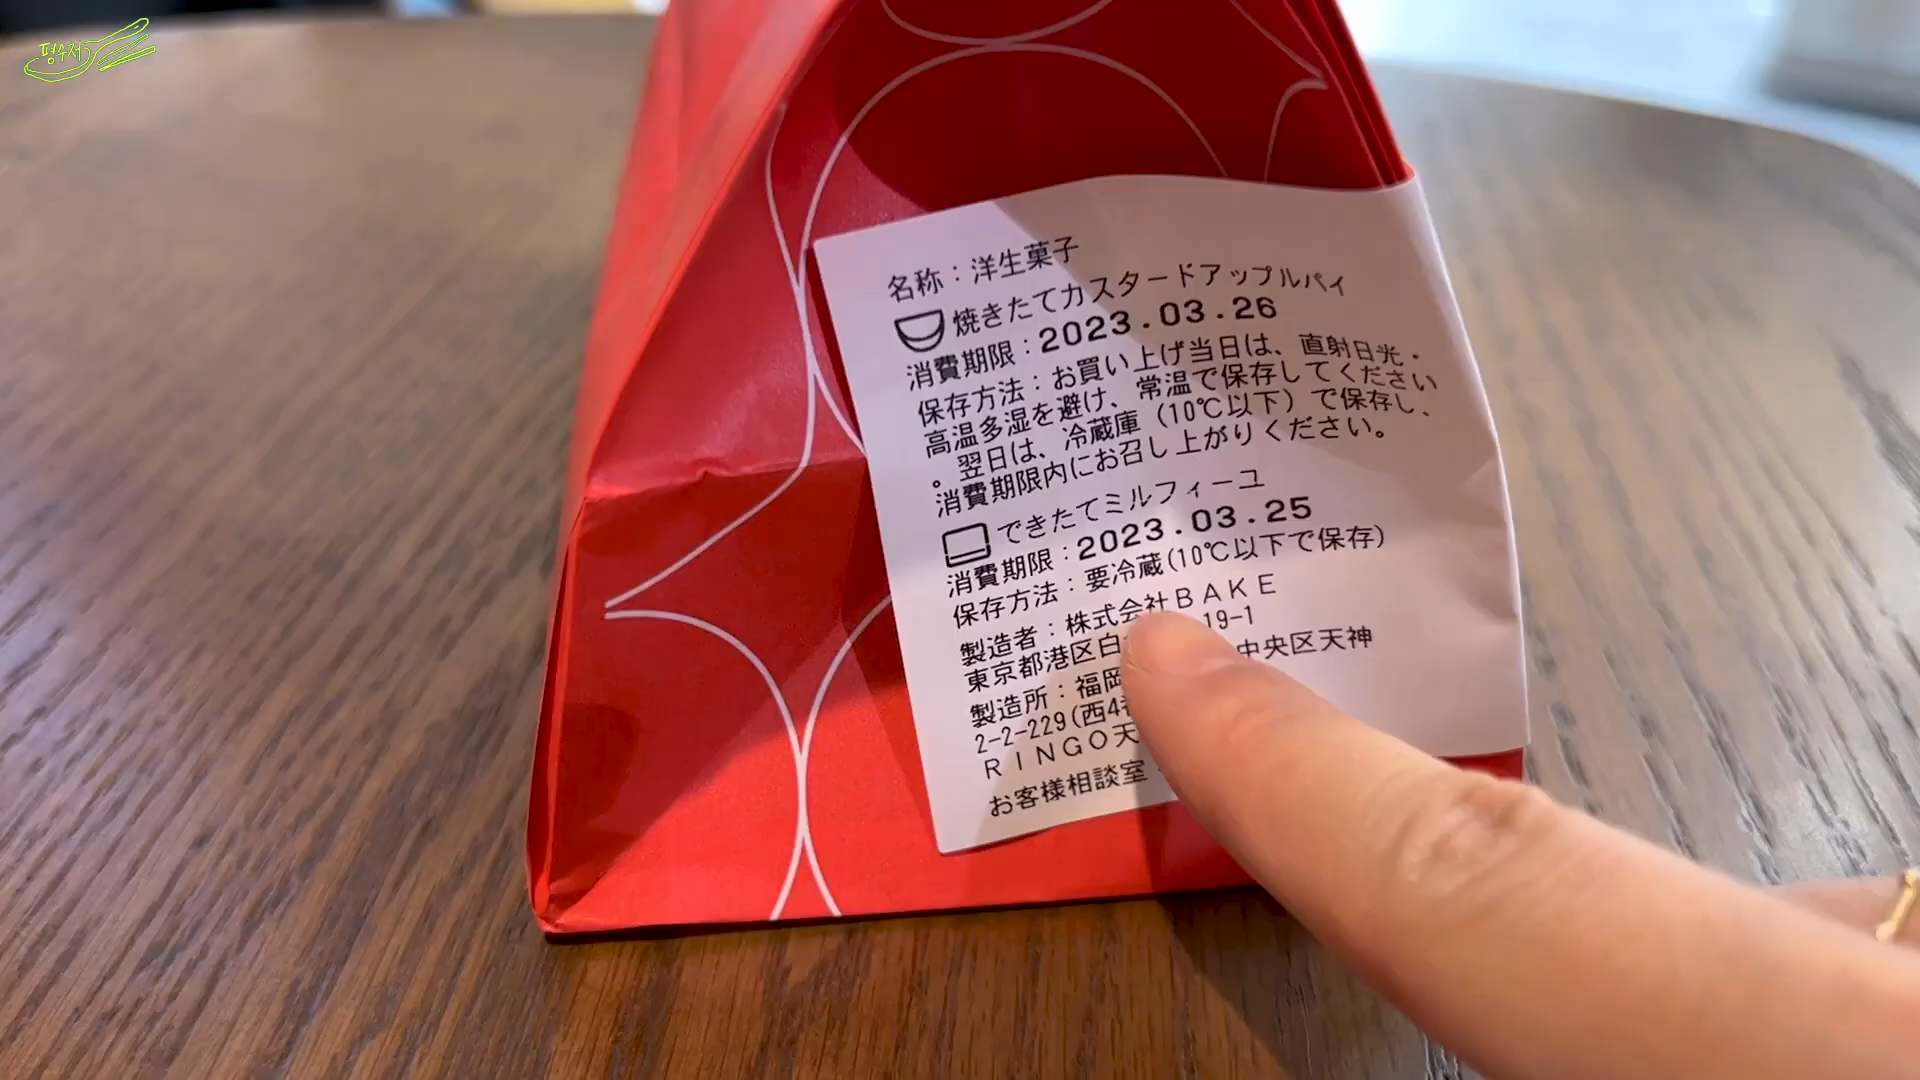 평수저
名称：洋生菓子
焼きたてカスタードアップルパイ
消費期限：2023.03.26
保存方法：お買い上げ当日は、直射日光・
高温多湿を避け、常温で保存してください
。翌日は、冷蔵庫（10℃以下）で保存し、
消費期限内にお召し上がりください。
できたてミルフィーユ
消費期限：2023.03.25
保存方法：要冷蔵(10℃以下で保存)
製造者：株式会社ＢＡＫＥ
東京都港区白 19-1
製造所：福岡 中央区天神
2-2-229(西4
ＲＩＮＧＯ天
お客様相談室